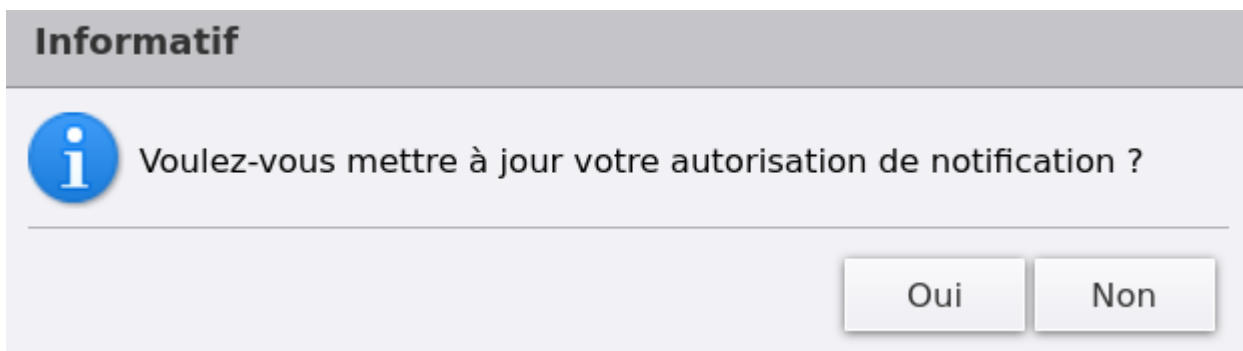 Informatif
Voulez-vous mettre à jour votre autorisation de notification ?
Oui Non